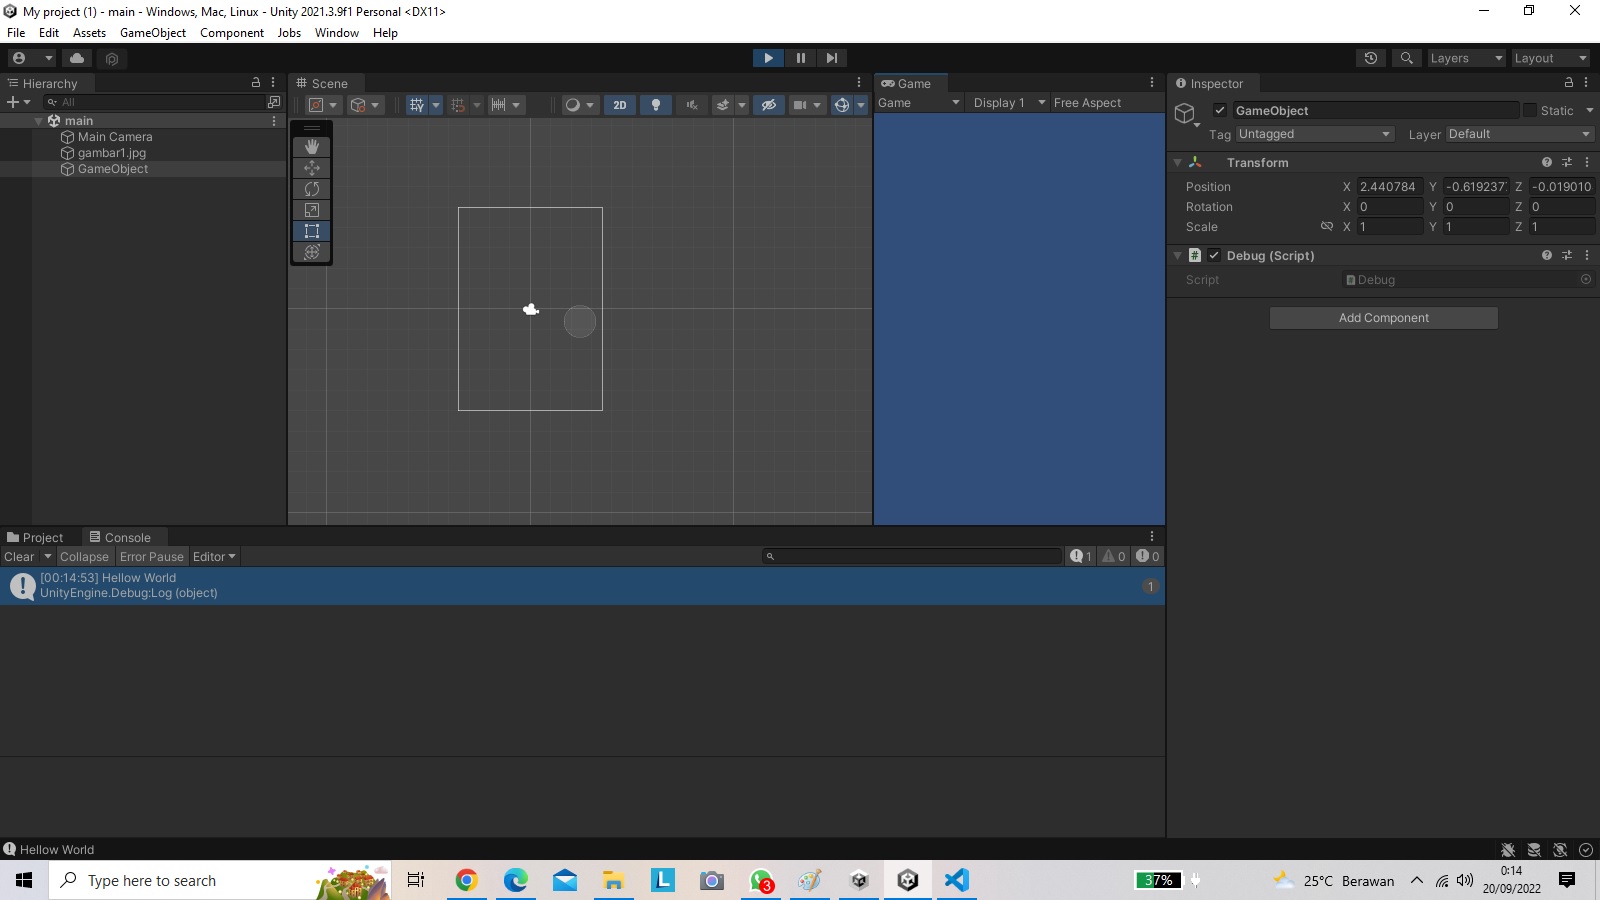 My project (1) - main - Windows, Mac, Linux - Unity 2021.3.9f1 Personal <DX11>
File Edit Assets GameObject Component Jobs Window Help
Layers Layout
Hierarchy
All
main
Main Camera
gambar1.jpg
GameObject
Scene
2D
Game
Game Display 1 Free Aspect
Inspector
GameObject Static
Tag Untagged Layer Default
Transform
Position X 2.440784 Y -0.619237 Z -0.019010
Rotation X 0 Y 0 Z 0
Scale X 1 Y 1 Z 1
Debug (Script)
Script Debug
Add Component
Project Console
Clear Collapse Error Pause Editor 1 0 0
[00:14:53] Hellow World
UnityEngine.Debug:Log (object)
1
Hellow World
Type here to search
L
3
37%
25°C Berawan
0:14
20/09/2022